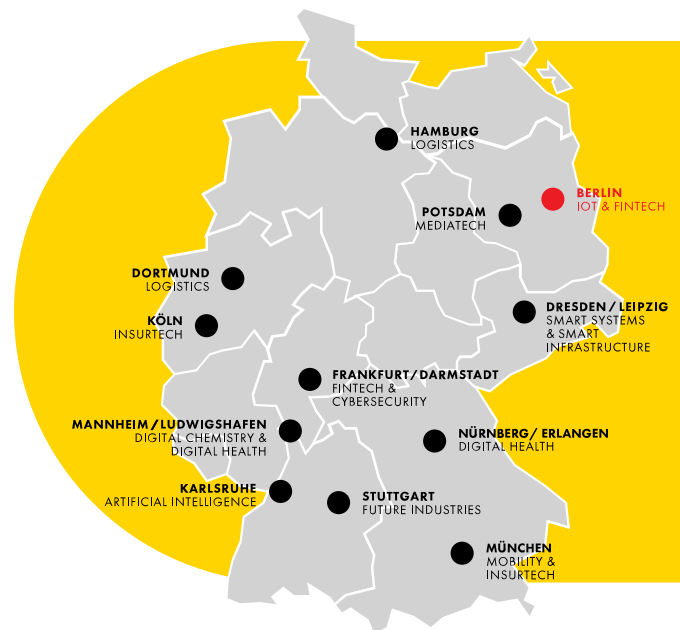 HAMBURG
LOGISTICS
BERLIN
IOT & FINTECH
POTSDAM
MEDIATECH
DORTMUND
LOGISTICS
DRESDEN / LEIPZIG
SMART SYSTEMS
& SMART
INFRASTRUCTURE
KÖLN
INSURTECH
FRANKFURT/DARMSTADT
FINTECH &
CYBERSECURITY
MANNHEIM/LUDWIGSHAFEN
DIGITAL CHEMISTRY &
DIGITAL HEALTH
NÜRNBERG/ ERLANGEN
DIGITAL HEALTH
KARLSRUHE
ARTIFICIAL INTELLIGENCE
STUTTGART
FUTURE INDUSTRIES
MÜNCHEN
MOBILITY &
INSURTECH